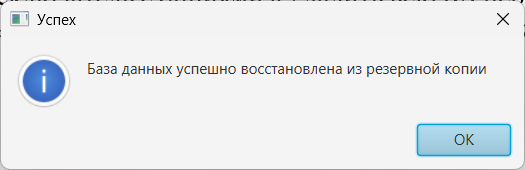 Успех
База данных успешно восстановлена из резервной копии
OK